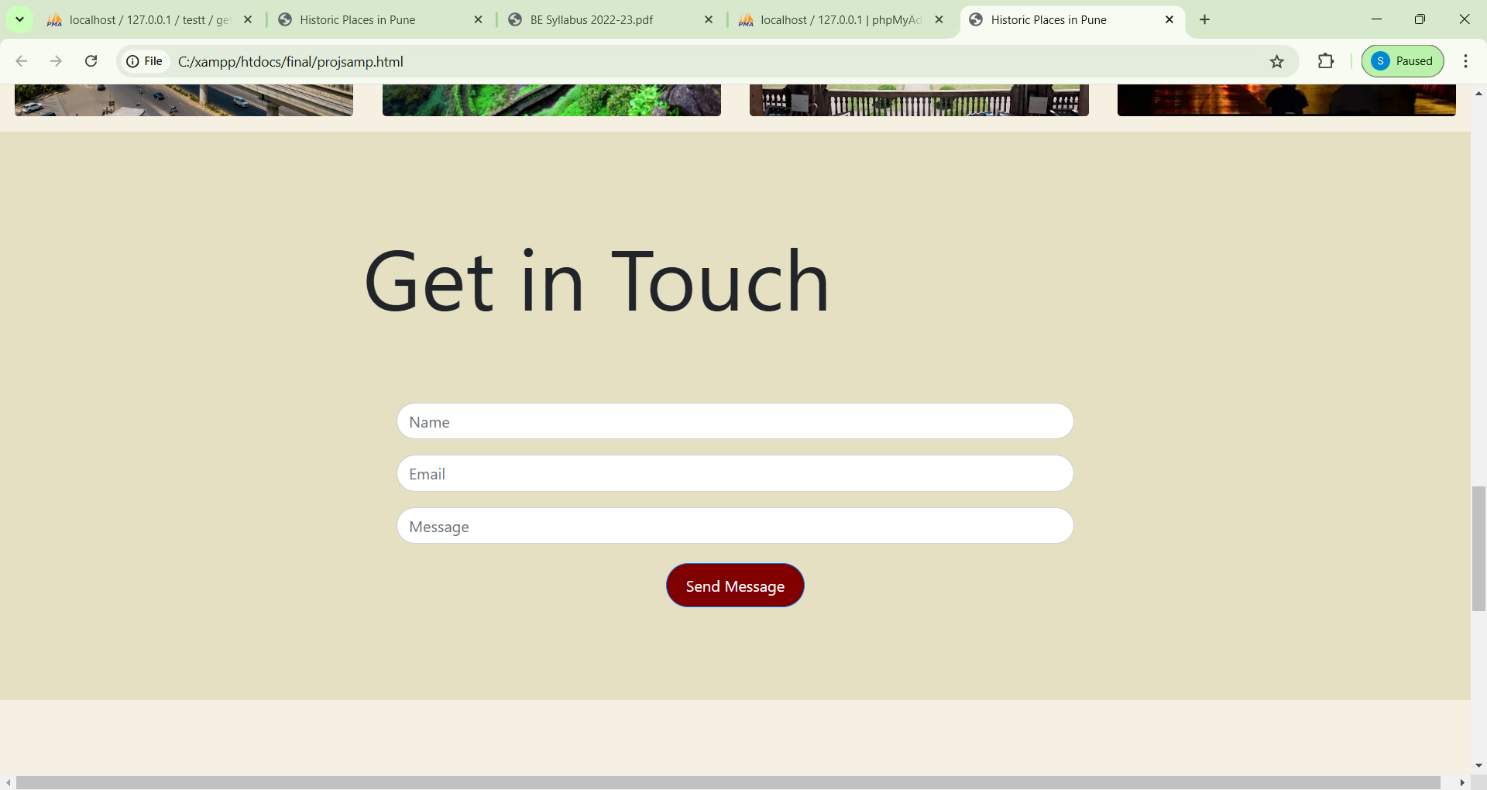 localhost / 127.0.0.1 / testt / ge
Historic Places in Pune
BE Syllabus 2022-23.pdf
localhost / 127.0.0.1 | phpMyAd
Historic Places in Pune
File
C:/xampp/htdocs/final/projsamp.html
S
Paused
Get in Touch
Name
Email
Message
Send Message